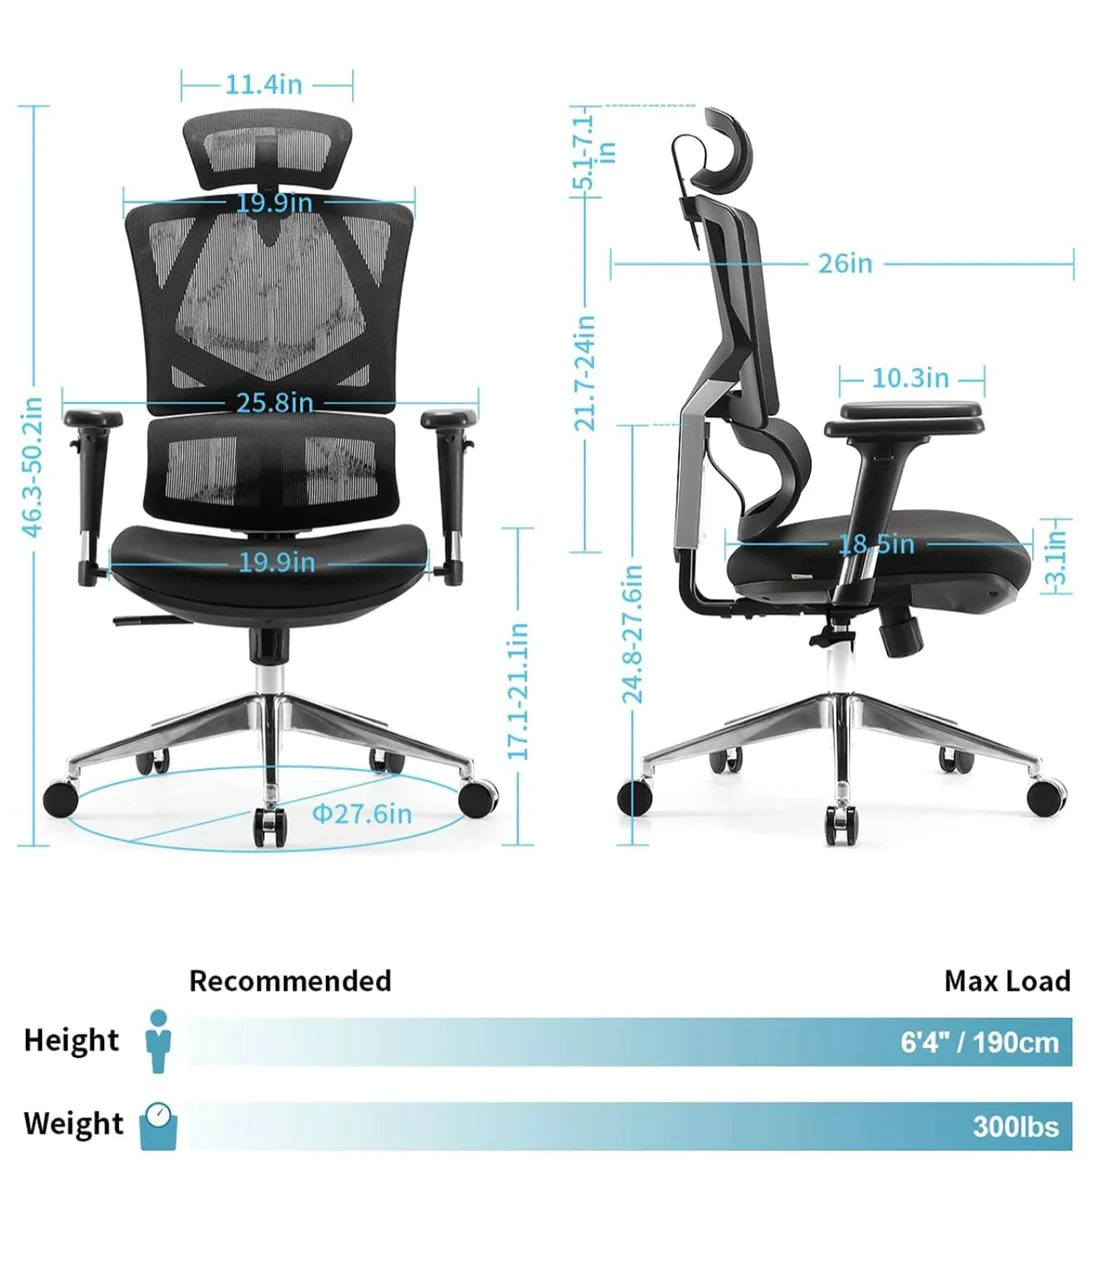 11.4in
19.9in
25.8in
46.3-50.2in
19.9in
17.1-21.1in
Φ27.6in
5.1-7.1-
in
26in
21.7-24in
10.3in
18.5in
3.1in
24.8-27.6in
Recommended Max Load
Height 6'4" / 190cm
Weight 300lbs